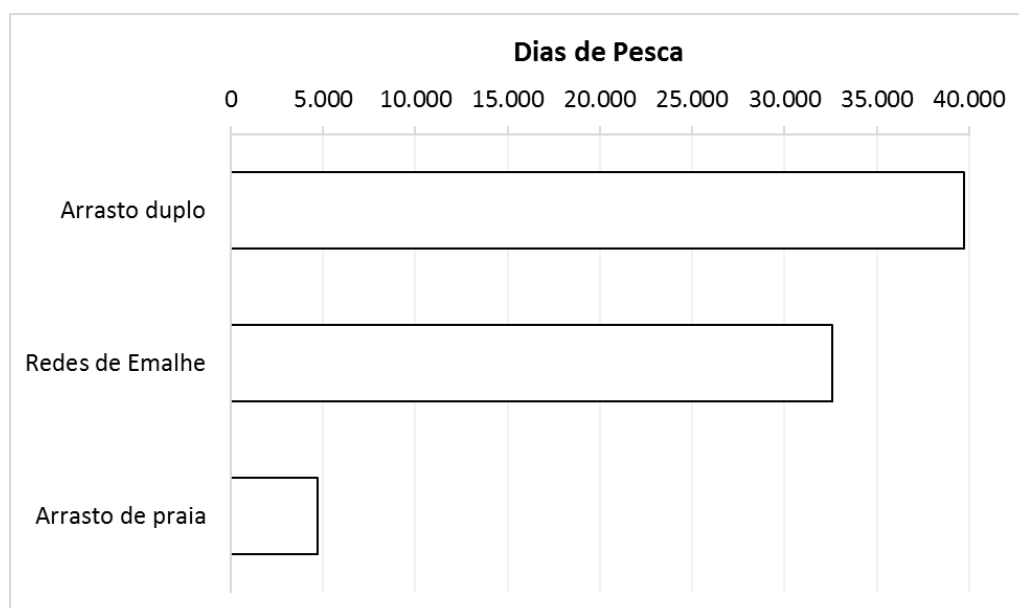 Dias de Pesca
0 5.000 10.000 15.000 20.000 25.000 30.000 35.000 40.000
Arrasto duplo
Redes de Emalhe
Arrasto de praia